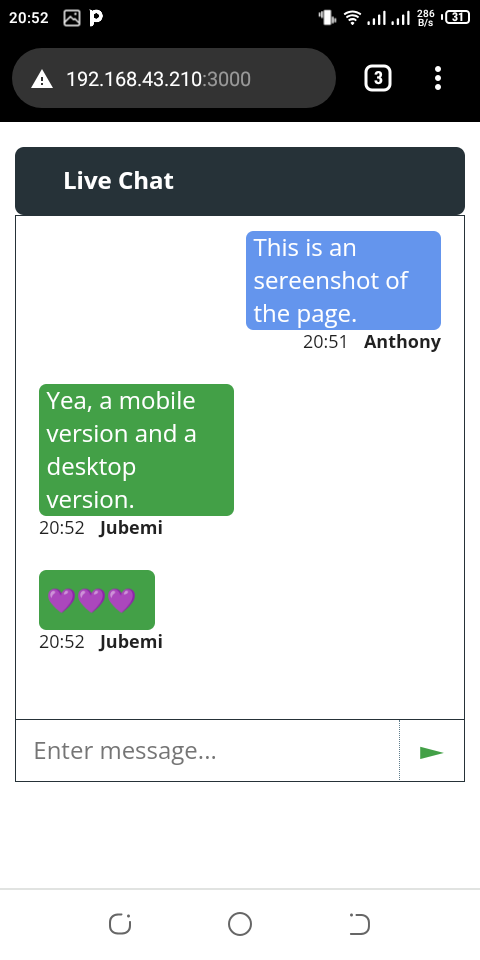 20:52
286
B/s
31
192.168.43.210:3000
3
Live Chat
This is an
sereenshot of
the page.
20:51 Anthony
Yea, a mobile
version and a
desktop
version.
20:52 Jubemi
💜💜💜
20:52 Jubemi
Enter message...